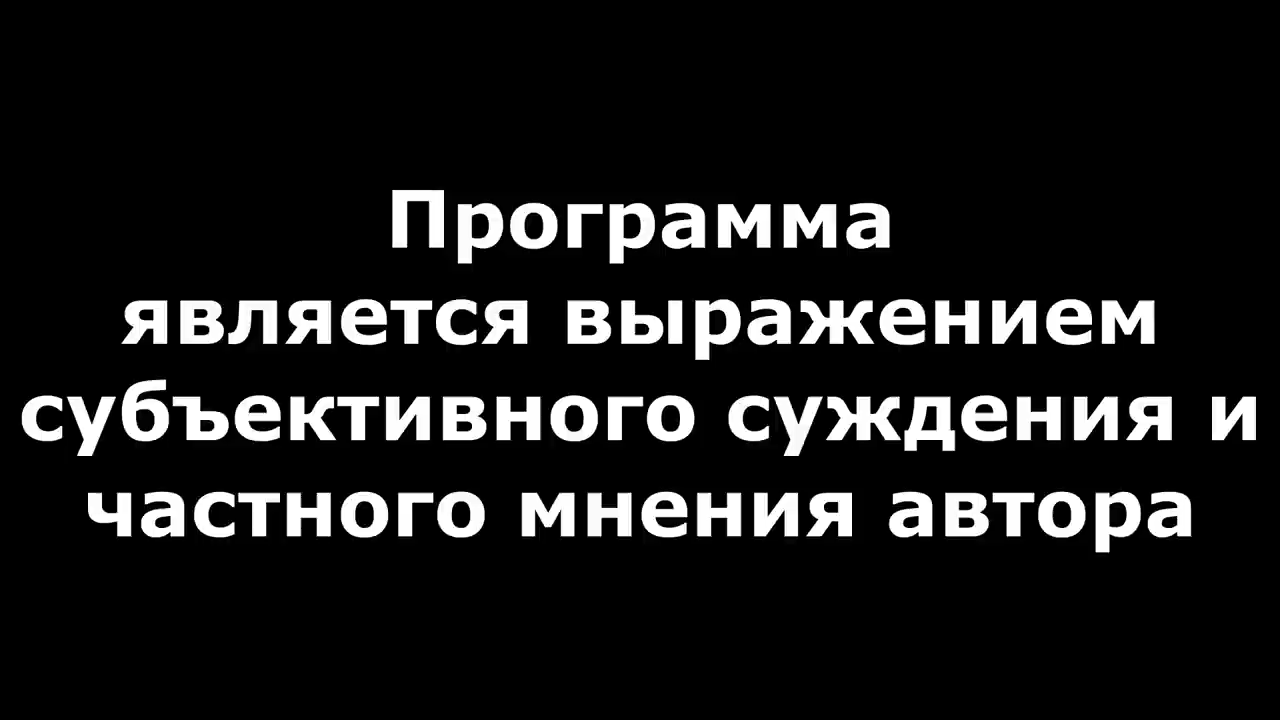 Программа
является выражением
субъективного суждения и
частного мнения автора